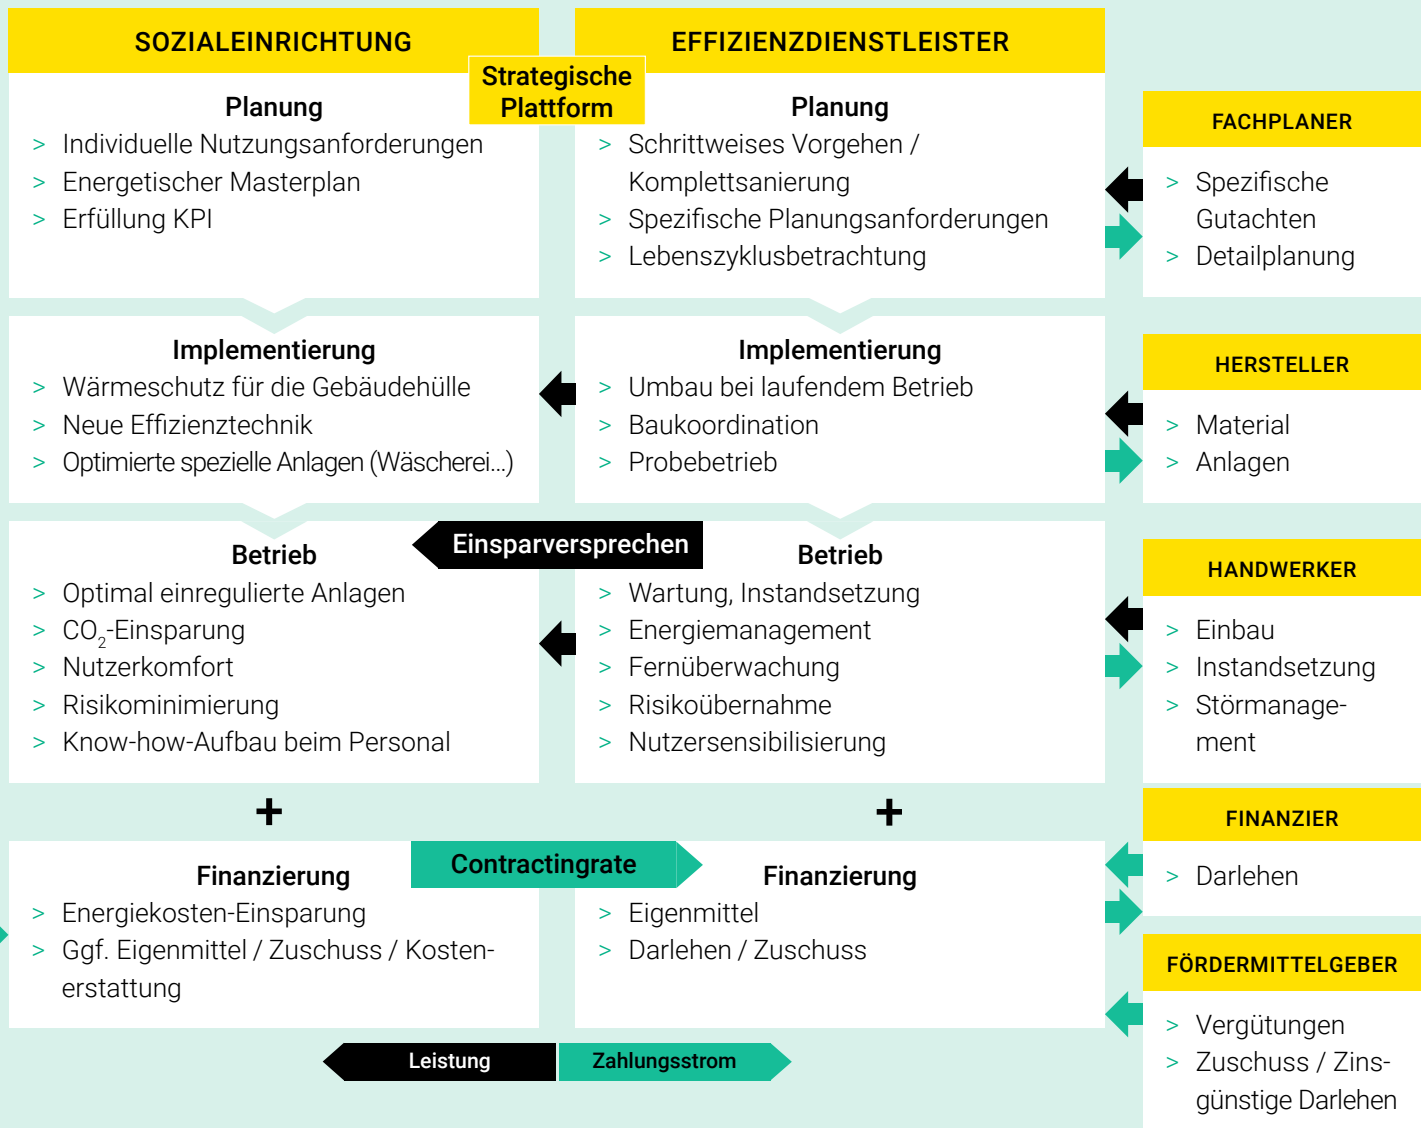 SOZIALEINRICHTUNG
Planung
> Individuelle Nutzungsanforderungen
> Energetischer Masterplan
> Erfüllung KPI
Implementierung
> Wärmeschutz für die Gebäudehülle
> Neue Effizienztechnik
> Optimierte spezielle Anlagen (Wäscherei...)
Betrieb
> Optimal einregulierte Anlagen
> CO₂-Einsparung
> Nutzerkomfort
> Risikominimierung
> Know-how-Aufbau beim Personal
+
Finanzierung
> Energiekosten-Einsparung
> Ggf. Eigenmittel / Zuschuss / Kosten-
erstattung
Strategische
Plattform
Einsparversprechen
Contractingrate
EFFIZIENZDIENSTLEISTER
Planung
> Schrittweises Vorgehen /
Komplettsanierung
> Spezifische Planungsanforderungen
> Lebenszyklusbetrachtung
Implementierung
> Umbau bei laufendem Betrieb
> Baukoordination
> Probebetrieb
Betrieb
> Wartung, Instandsetzung
> Energiemanagement
> Fernüberwachung
> Risikoübernahme
> Nutzersensibilisierung
+
Finanzierung
> Eigenmittel
> Darlehen / Zuschuss
FACHPLANER
> Spezifische
Gutachten
> Detailplanung
HERSTELLER
> Material
> Anlagen
HANDWERKER
> Einbau
> Instandsetzung
> Störmanage-
ment
FINANZIER
> Darlehen
FÖRDERMITTELGEBER
> Vergütungen
> Zuschuss / Zins-
günstige Darlehen
Leistung
Zahlungsstrom